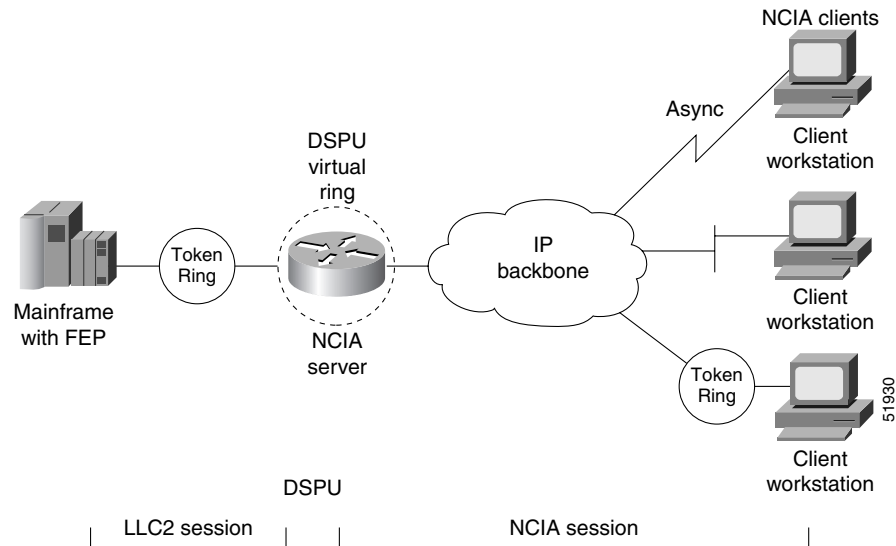 NCIA clients
Async
Client
workstation
DSPU
virtual
ring
Token
Ring
IP
backbone
Client
workstation
Mainframe
with FEP
NCIA
server
Token
Ring
51930
Client
workstation
DSPU
LLC2 session
NCIA session